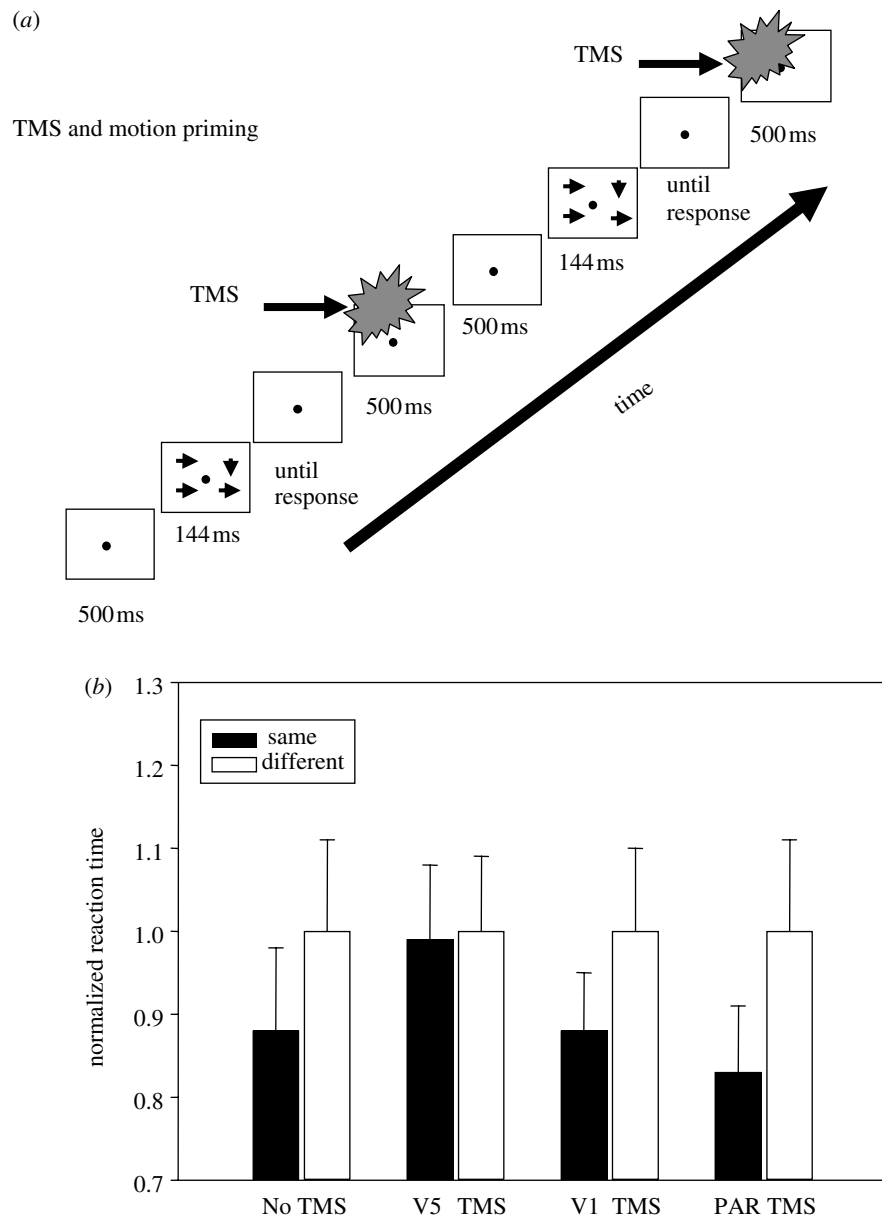 (a)
TMS
TMS and motion priming
500 ms
until
response
144 ms
TMS
500 ms
500 ms
time
until
response
144 ms
500 ms
(b)
1.3
same
different
1.2
1.1
1.0
0.9
0.8
0.7
normalized reaction time
No TMS
V5 TMS
V1 TMS
PAR TMS